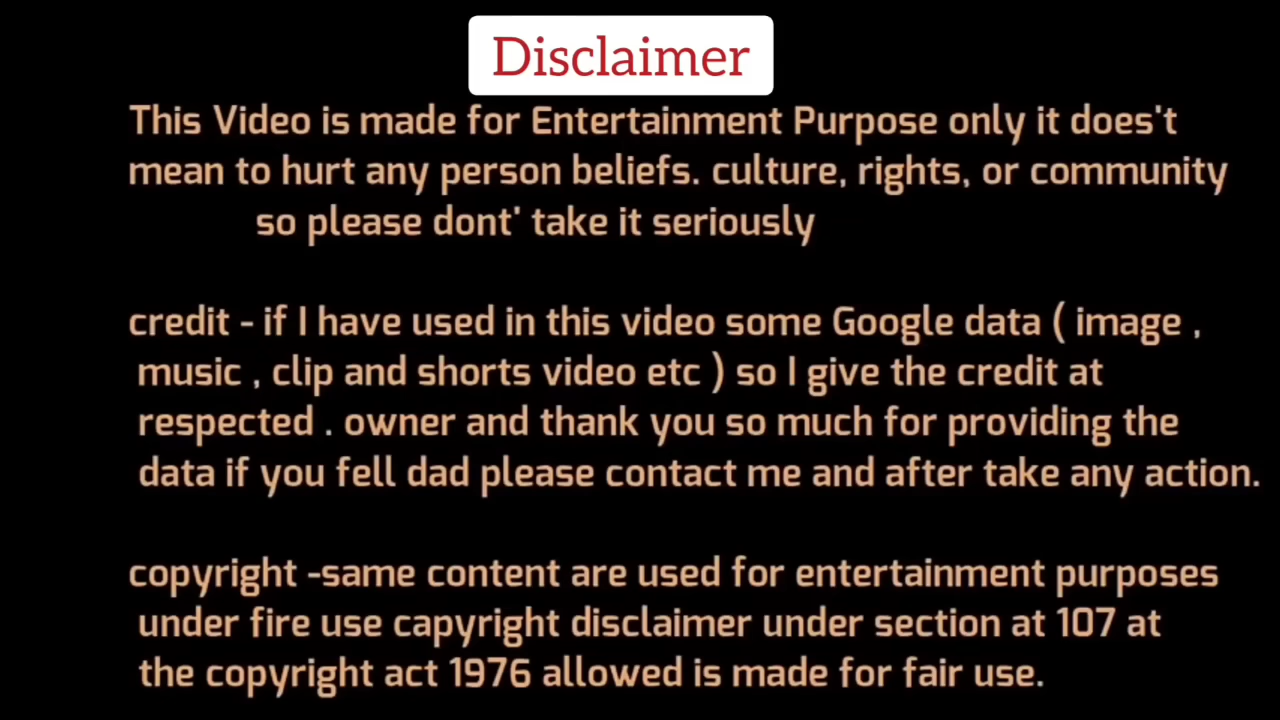 Disclaimer
This Video is made for Entertainment Purpose only it does't
mean to hurt any person beliefs. culture, rights, or community
so please dont' take it seriously
credit - if I have used in this video some Google data ( image ,
music , clip and shorts video etc ) so I give the credit at
respected . owner and thank you so much for providing the
data if you fell dad please contact me and after take any action.
copyright -same content are used for entertainment purposes
under fire use capyright disclaimer under section at 107 at
the copyright act 1976 allowed is made for fair use.